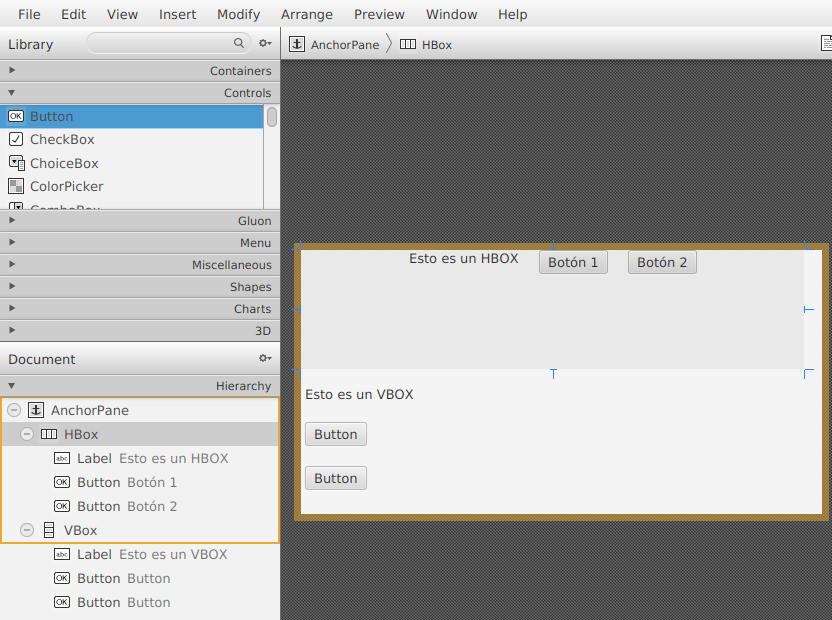 File Edit View Insert Modify Arrange Preview Window Help
Library
AnchorPane HBox
Containers
Controls
OK Button
CheckBox
ChoiceBox
ColorPicker
ComboBox
Gluon
Menu
Miscellaneous
Shapes
Charts
3D
Document
Hierarchy
AnchorPane
HBox
abc Label Esto es un HBOX
OK Button Botón 1
OK Button Botón 2
VBox
abc Label Esto es un VBOX
OK Button Button
OK Button Button
Esto es un HBOX Botón 1 Botón 2
Esto es un VBOX
Button
Button